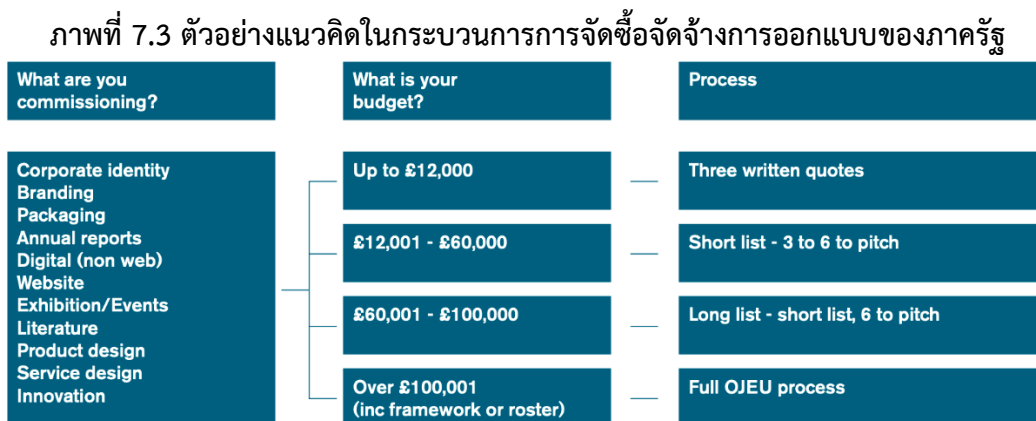 ภาพที่ 7.3 ตัวอย่างแนวคิดในกระบวนการการจัดซื้อจัดจ้างการออกแบบของภาครัฐ
What are you
commissioning?
What is your
budget?
Process
Corporate identity
Branding
Packaging
Annual reports
Digital (non web)
Website
Exhibition/Events
Literature
Product design
Service design
Innovation
Up to £12,000
Three written quotes
£12,001 - £60,000
Short list - 3 to 6 to pitch
£60,001 - £100,000
Long list - short list, 6 to pitch
Over £100,001
(inc framework or roster)
Full OJEU process